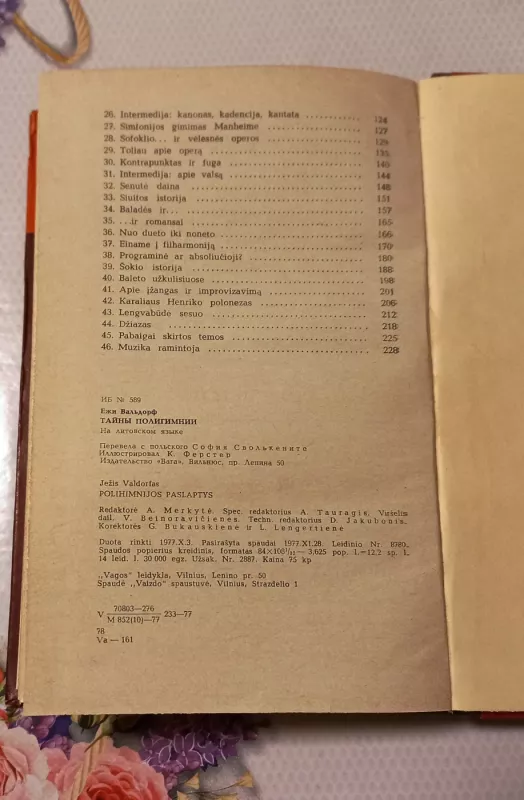 26. Intermedija: kanonas, kadencija, kantata . . . . . . . . . . . . 124
27. Simfonijos gimimas Manheime . . . . . . . . . . . . 127
28. Sofoklio... ir vėlesnės operos . . . . . . . . . . . . 129
29. Toliau apie operą . . . . . . . . . . . . 135
30. Kontrapunktas ir fuga . . . . . . . . . . . . 140
31. Intermedija: apie valsą . . . . . . . . . . . . 144
32. Senutė daina . . . . . . . . . . . . 148
33. Siuitos istorija . . . . . . . . . . . . 151
34. Baladės ir... . . . . . . . . . . . . 157
35. ...ir romansai . . . . . . . . . . . . 165
36. Nuo dueto iki noneto . . . . . . . . . . . . 166
37. Einame į filharmoniją . . . . . . . . . . . . 170
38. Programinė ar absoliučioji? . . . . . . . . . . . . 180
39. Šokio istorija . . . . . . . . . . . . 188
40. Baleto užkulisiuose . . . . . . . . . . . . 198
41. Apie įžangas ir improvizavimą . . . . . . . . . . . . 201
42. Karaliaus Henriko polonezas . . . . . . . . . . . . 206
43. Lengvabūdė sesuo . . . . . . . . . . . . 212
44. Džiazas . . . . . . . . . . . . 218
45. Pabaigai skirtos temos . . . . . . . . . . . . 225
46. Muzika ramintoja . . . . . . . . . . . . 228
ИБ № 589
Ежи Вальдорф
ТАЙНЫ ПОЛИГИМНИИ
На литовском языке
Перевела с польского София Сволькените
Иллюстрировал К. Ферстер
Издательство «Вага», Вильнюс, пр. Ленина 50
Ježis Valdorfas
POLIHIMNIJOS PASLAPTYS
Redaktorė A. Merkytė. Spec. redaktorius A. Tauragis. Viršelis
dail. V. Beinoravičienės. Techn. redaktorius D. Jakubonis.
Korektorės G. Bukauskienė ir L. Lengertienė
Duota rinkti 1977.X.3. Pasirašyta spaudai 1977.XI.28. Leidinio Nr. 8780.
Spaudos popierius kreidinis, formatas 84×108¹/₃₂— 3,625 pop. l.=12,2 sp. l.
14 leid. l. 30 000 egz. Užsak. Nr. 2887. Kaina 75 kp
„Vagos" leidykla, Vilnius, Lenino pr. 50
Spaudė „Vaizdo" spaustuvė, Vilnius, Strazdelio 1
V 70803—276
M 852(10)—77 233—77
78
Va — 161